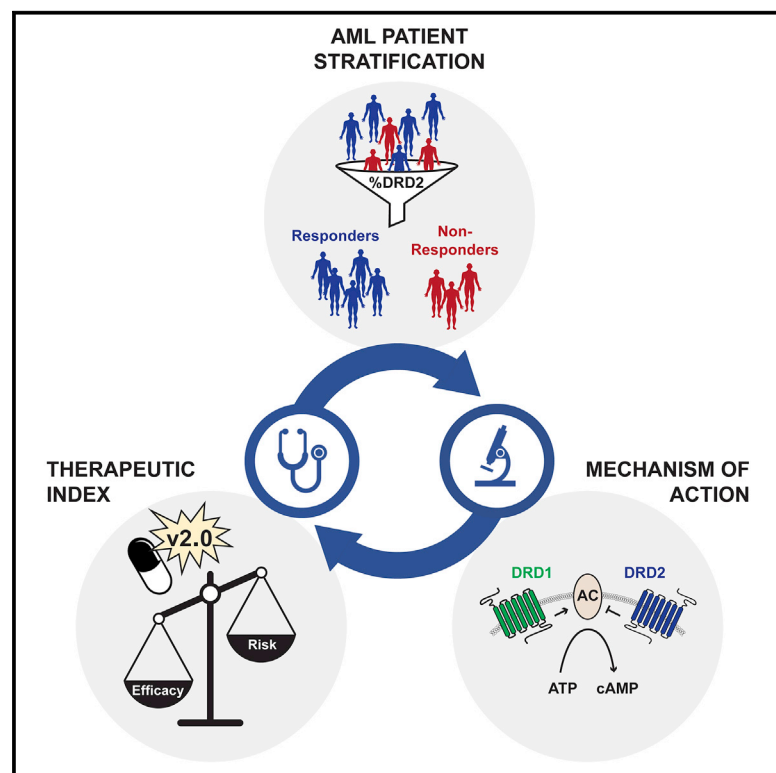 AML PATIENT
STRATIFICATION
%DRD2
Responders
Non-
Responders
THERAPEUTIC
INDEX
v2.0
Risk
Efficacy
MECHANISM OF
ACTION
DRD1
AC
DRD2
ATP
cAMP